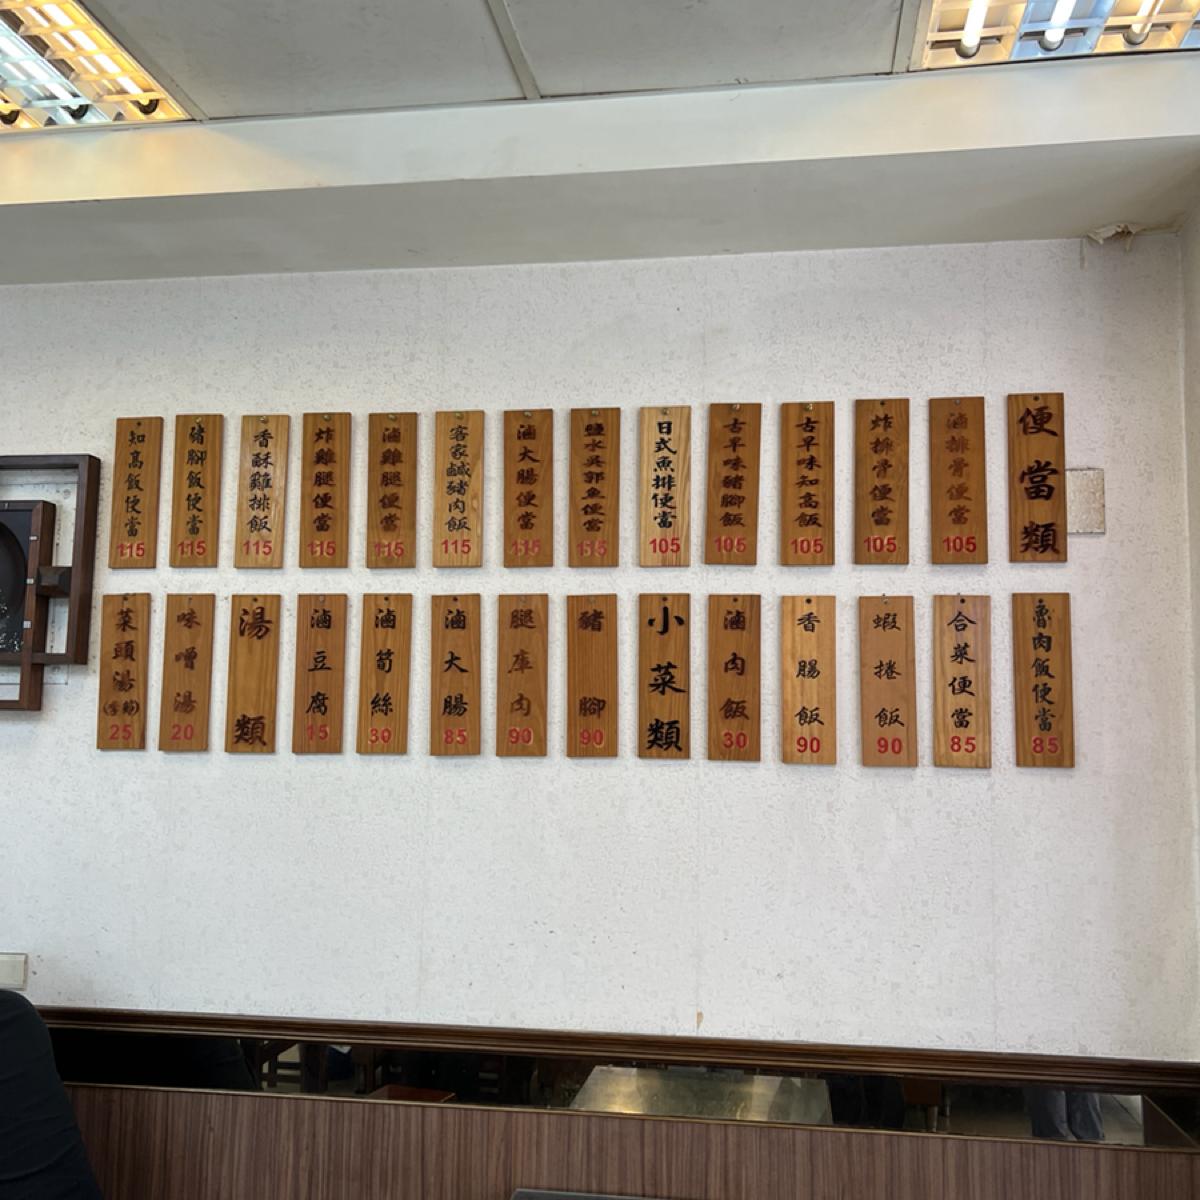 便當類
滷排骨便當 105
炸排骨便當 105
古早味知高飯 105
古早味豬腳飯 105
日式魚排便當 105
鹽水吳郭魚便當 115
滷大腸便當 115
客家鹹豬肉飯 115
滷雞腿便當 115
炸雞腿便當 115
香酥雞排飯 115
豬腳飯便當 115
知高飯便當 115
魯肉飯便當 85
合菜便當 85
蝦捲飯 90
香腸飯 90
滷肉飯 30
小菜類
豬腳 90
腿庫肉 90
滷大腸 85
滷筍絲 30
滷豆腐 15
湯類
味噌湯 20
菜頭湯(季節) 25